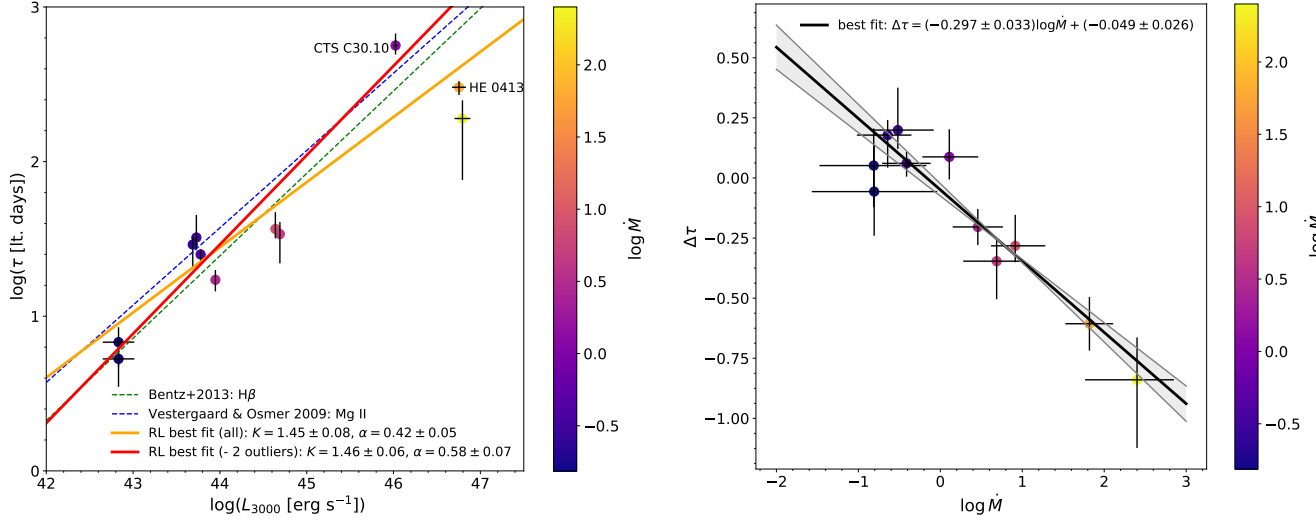 3
2
1
0
42
43
44
45
46
47
log(τ [lt. days])
log(L₃₀₀₀ [erg s⁻¹])
CTS C30.10
HE 0413
Bentz+2013: Hβ
Vestergaard & Osmer 2009: Mg II
RL best fit (all): K = 1.45 ± 0.08, α = 0.42 ± 0.05
RL best fit (- 2 outliers): K = 1.46 ± 0.06, α = 0.58 ± 0.07
2.0
1.5
1.0
0.5
0.0
−0.5
log Ṁ
best fit: Δτ = (−0.297 ± 0.033)logṀ + (−0.049 ± 0.026)
0.50
0.25
0.00
−0.25
−0.50
−0.75
−1.00
Δτ
−2
−1
0
1
2
3
log Ṁ
2.0
1.5
1.0
0.5
0.0
−0.5
log Ṁ